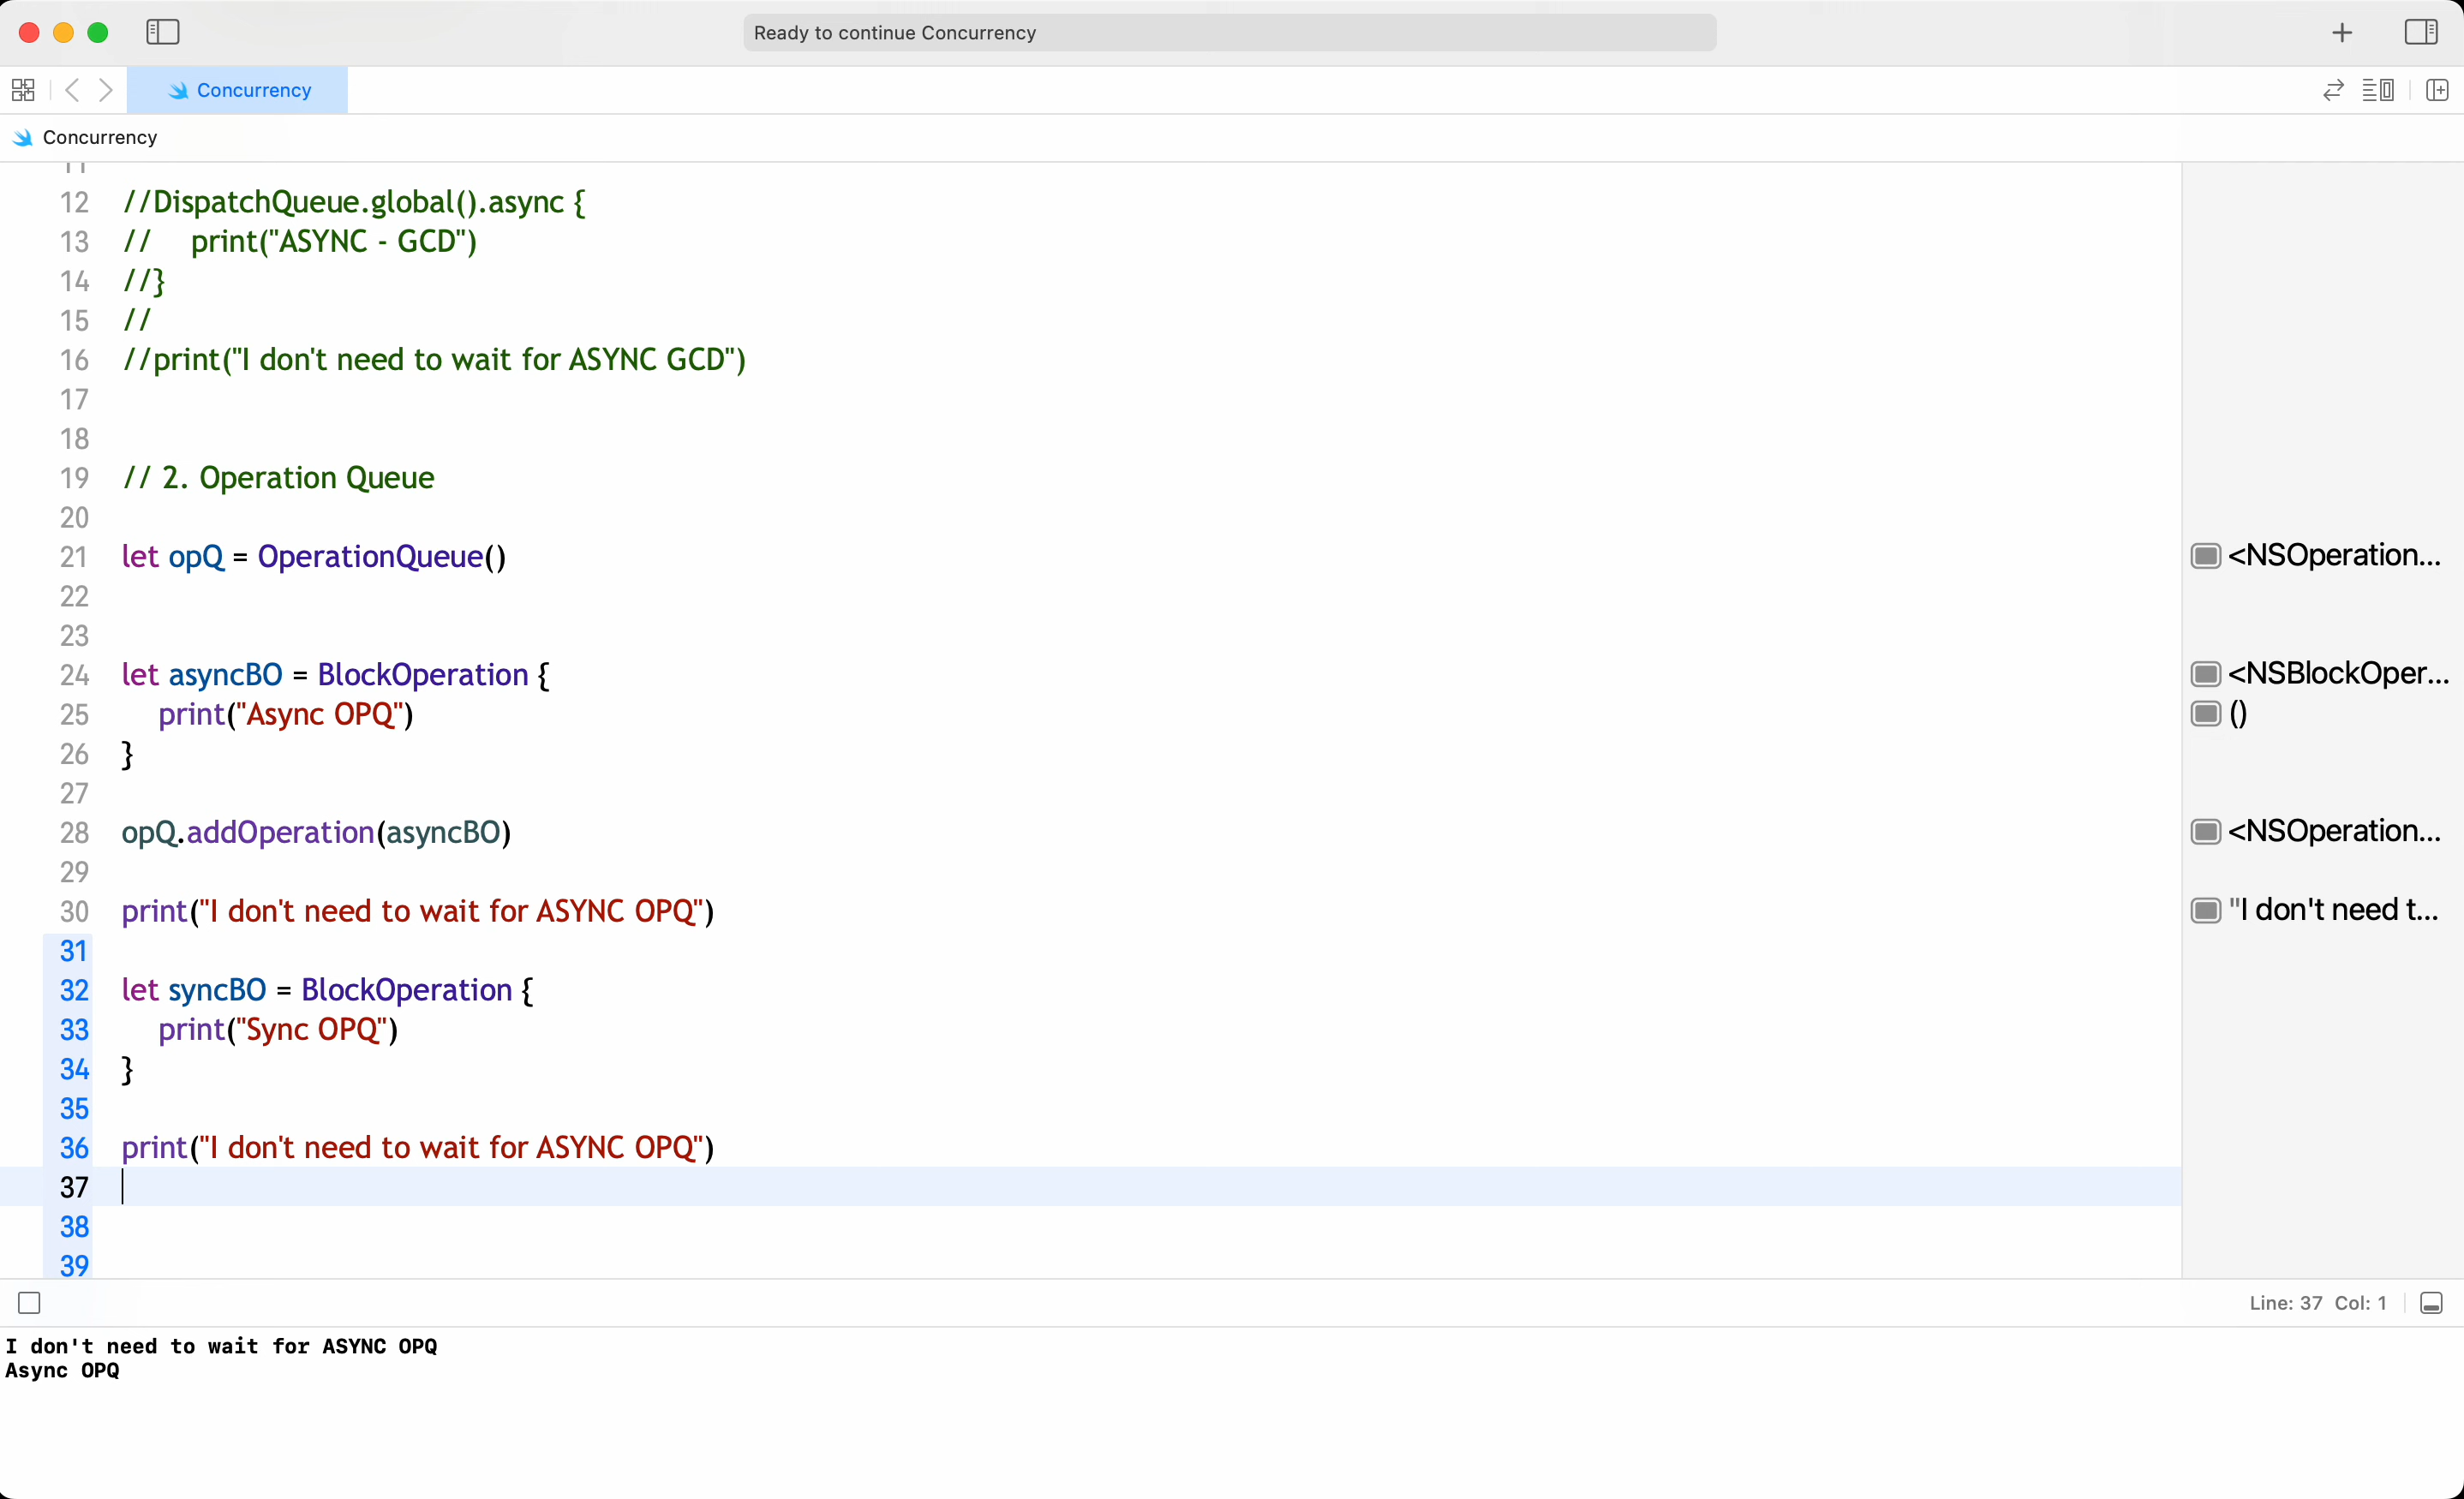 Ready to continue Concurrency
Concurrency
Concurrency
11
12 //DispatchQueue.global().async {
13 //    print("ASYNC - GCD")
14 //}
15 //
16 //print("I don't need to wait for ASYNC GCD")
17
18
19 // 2. Operation Queue
20
21 let opQ = OperationQueue() <NSOperation...
22
23
24 let asyncBO = BlockOperation { <NSBlockOper...
25     print("Async OPQ") ()
26 }
27
28 opQ.addOperation(asyncBO) <NSOperation...
29
30 print("I don't need to wait for ASYNC OPQ") "I don't need t...
31
32 let syncBO = BlockOperation {
33     print("Sync OPQ")
34 }
35
36 print("I don't need to wait for ASYNC OPQ")
37
38
39
Line: 37 Col: 1
I don't need to wait for ASYNC OPQ
Async OPQ